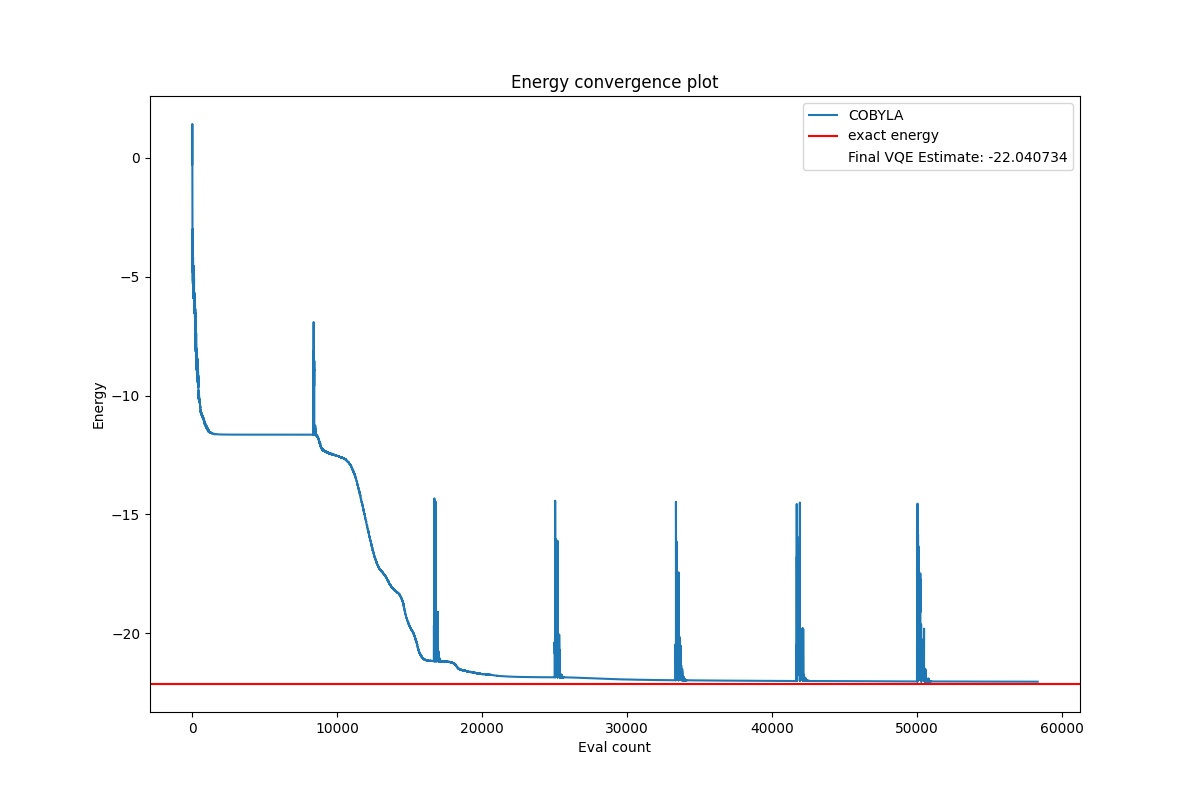 Energy convergence plot
COBYLA
exact energy
Final VQE Estimate: -22.040734
Energy
0
−5
−10
−15
−20
0 10000 20000 30000 40000 50000 60000
Eval count